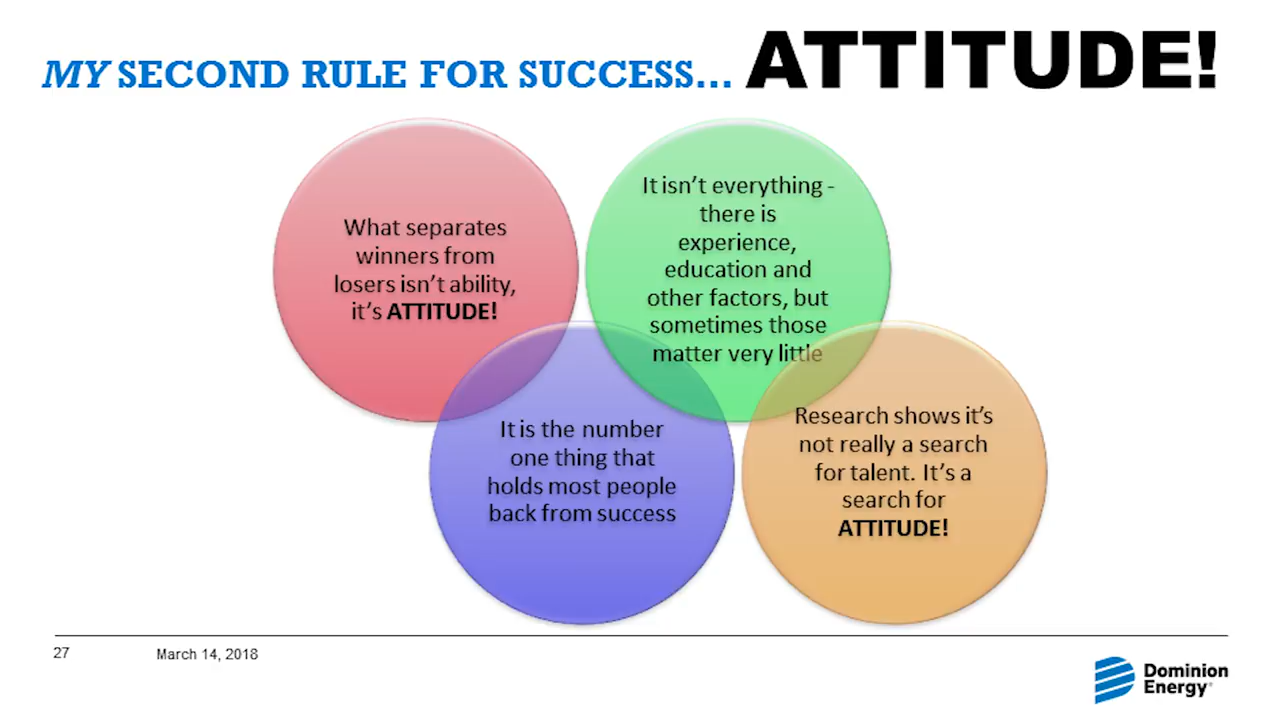 MY SECOND RULE FOR SUCCESS... ATTITUDE!
What separates
winners from
losers isn't ability,
it's ATTITUDE!
It isn't everything -
there is
experience,
education and
other factors, but
sometimes those
matter very little
It is the number
one thing that
holds most people
back from success
Research shows it's
not really a search
for talent. It's a
search for
ATTITUDE!
27
March 14, 2018
Dominion
Energy®